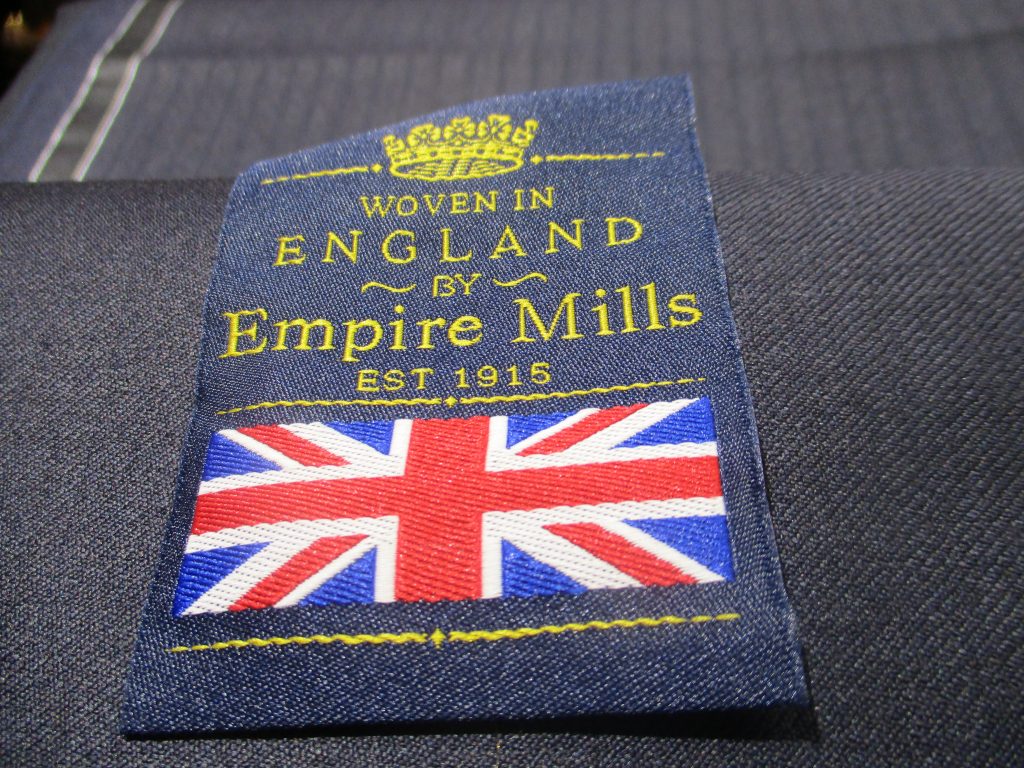 WOVEN IN
ENGLAND
BY
Empire Mills
EST 1915